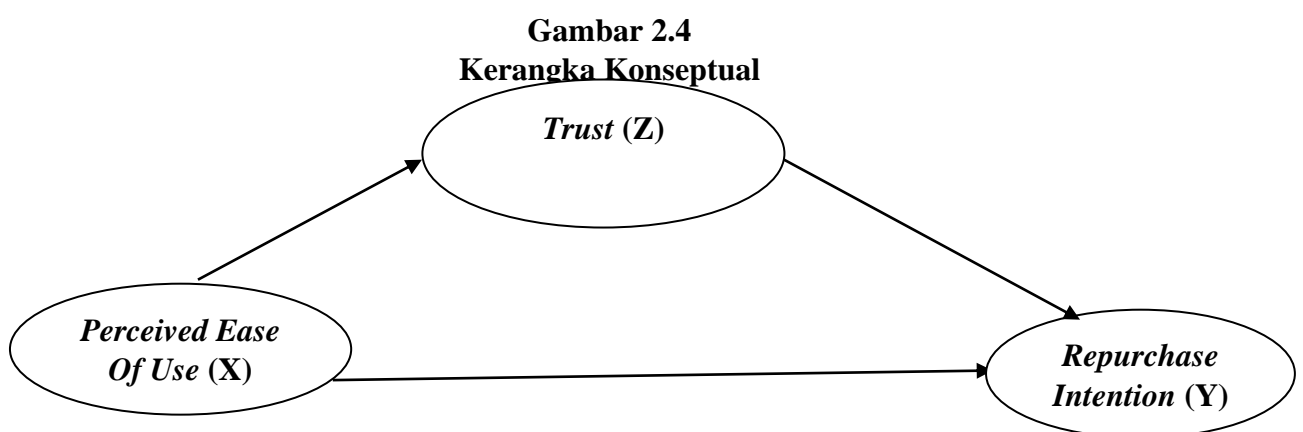 Gambar 2.4
Kerangka Konseptual
Trust (Z)
Perceived Ease
Of Use (X)
Repurchase
Intention (Y)